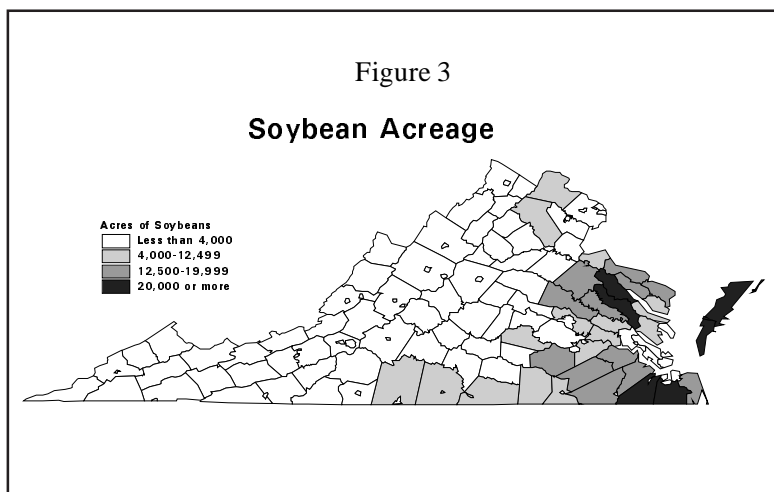 Figure 3
Soybean Acreage
Acres of Soybeans
Less than 4,000
4,000-12,499
12,500-19,999
20,000 or more